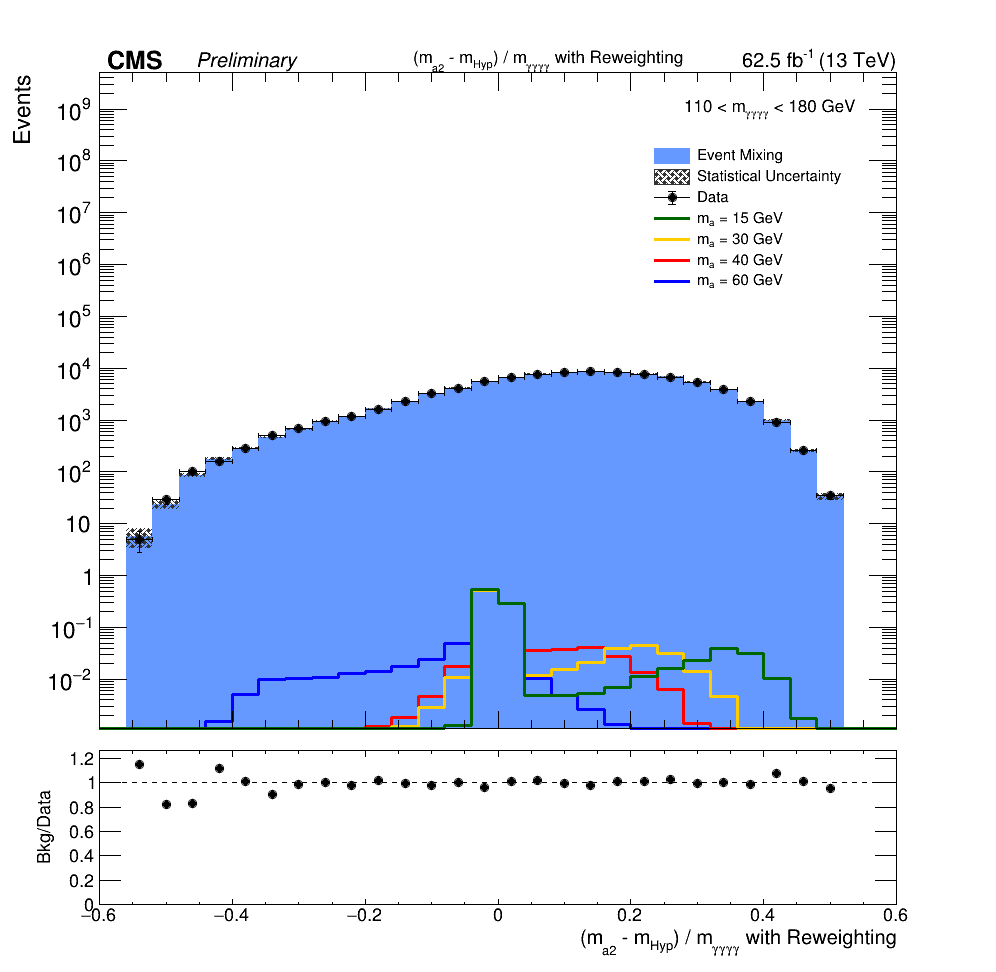 CMS Preliminary (m_a2 - m_Hyp) / m_γγγγ with Reweighting 62.5 fb^-1 (13 TeV)
Events
110 < m_γγγγ < 180 GeV
Event Mixing
Statistical Uncertainty
Data
m_a = 15 GeV
m_a = 30 GeV
m_a = 40 GeV
m_a = 60 GeV
10^9
10^8
10^7
10^6
10^5
10^4
10^3
10^2
10
1
10^−1
10^−2
Bkg/Data
1.2
1
0.8
0.6
0.4
0.2
0
−0.6 −0.4 −0.2 0 0.2 0.4 0.6
(m_a2 - m_Hyp) / m_γγγγ with Reweighting